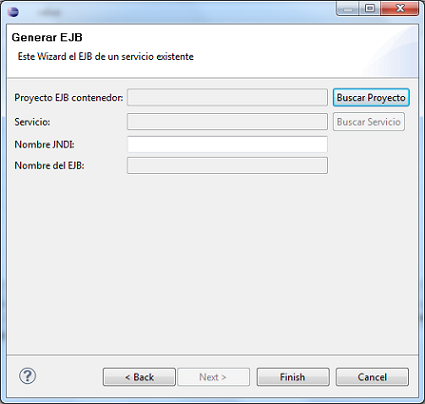 Generar EJB
Este Wizard el EJB de un servicio existente
Proyecto EJB contenedor: Buscar Proyecto
Servicio: Buscar Servicio
Nombre JNDI:
Nombre del EJB:
? < Back Next > Finish Cancel